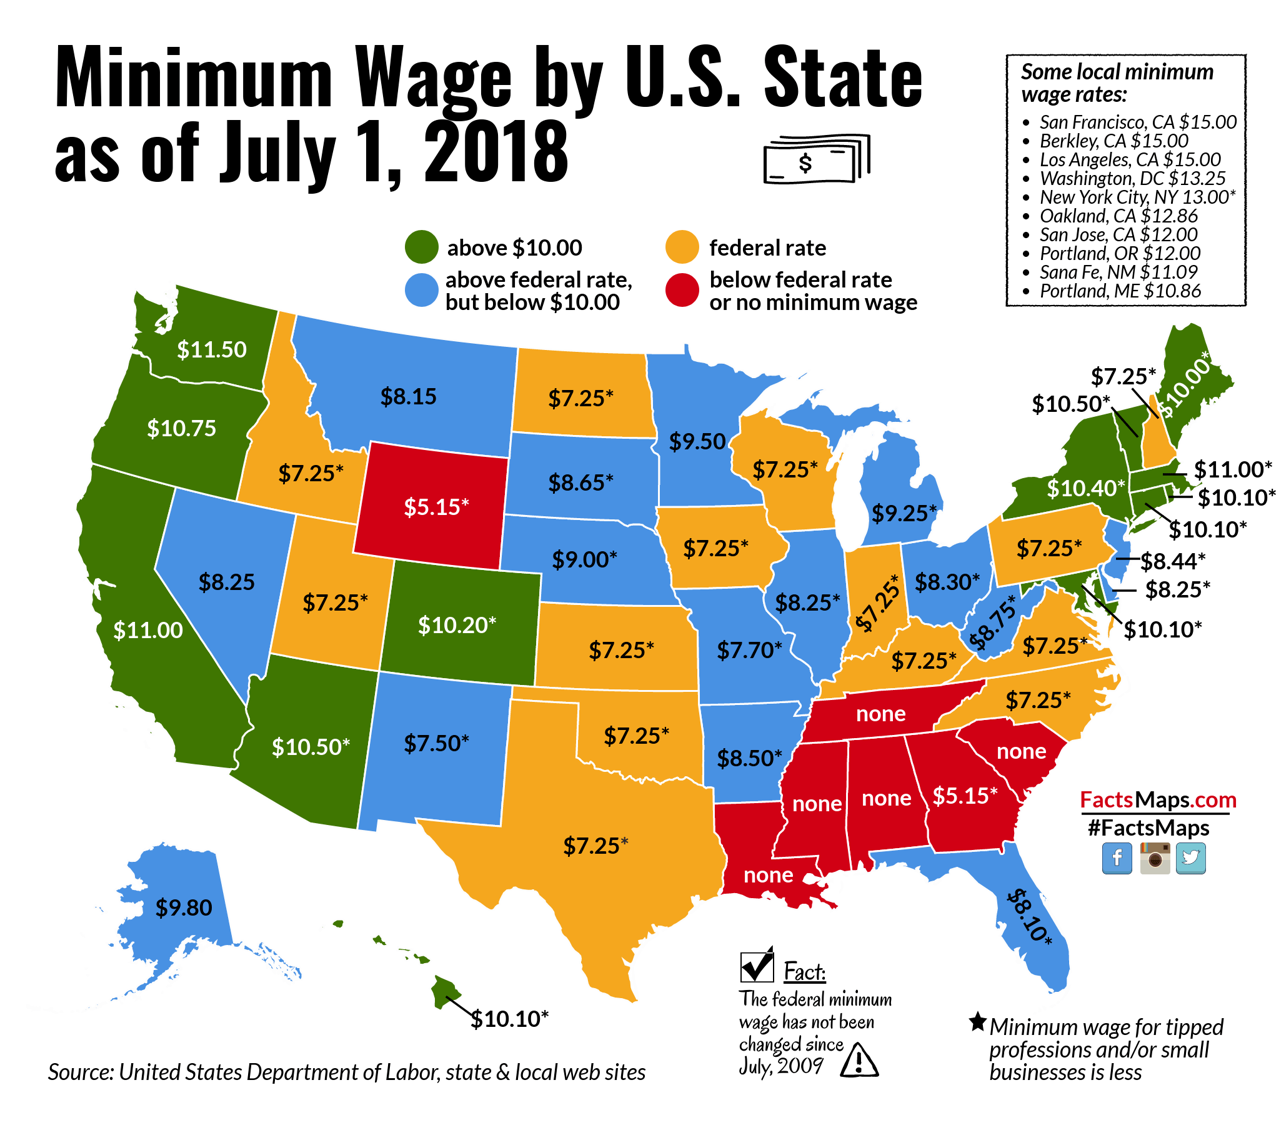 Minimum Wage by U.S. State
as of July 1, 2018
$
Some local minimum
wage rates:
• San Francisco, CA $15.00
• Berkley, CA $15.00
• Los Angeles, CA $15.00
• Washington, DC $13.25
• New York City, NY 13.00*
• Oakland, CA $12.86
• San Jose, CA $12.00
• Portland, OR $12.00
• Sana Fe, NM $11.09
• Portland, ME $10.86
above $10.00
federal rate
above federal rate,
but below $10.00
below federal rate
or no minimum wage
$11.50
$10.75
$11.00
$8.25
$7.25*
$8.15
$5.15*
$7.25*
$10.20*
$10.50*
$7.50*
$7.25*
$8.65*
$9.00*
$7.25*
$7.25*
$7.25*
$9.50
$7.25*
$7.70*
$8.50*
none
$7.25*
$8.25*
$9.25*
$7.25*
$8.30*
$7.25*
none
none
none
$5.15*
none
$7.25*
$7.25*
$8.75*
$7.25*
$10.40*
$10.50*
$7.25*
$10.00*
$11.00*
$10.10*
$10.10*
$8.44*
$8.25*
$10.10*
$8.10*
$9.80
$10.10*
FactsMaps.com
#FactsMaps
f
Fact:
The federal minimum
wage has not been
changed since
July, 2009
!
★ Minimum wage for tipped
professions and/or small
businesses is less
Source: United States Department of Labor, state & local web sites